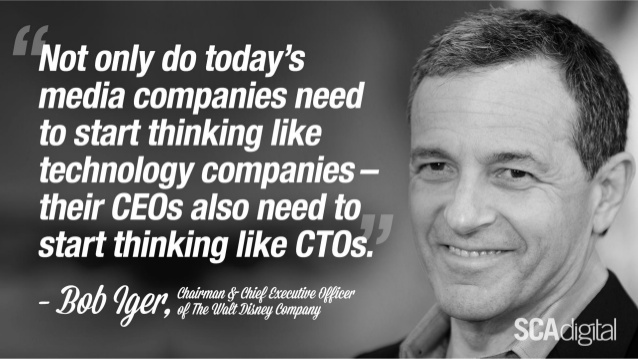 “Not only do today’s
media companies need
to start thinking like
technology companies –
their CEOs also need to
start thinking like CTOs.”
- Bob Iger, Chairman & Chief Executive Officer
of The Walt Disney Company
SCAdigital